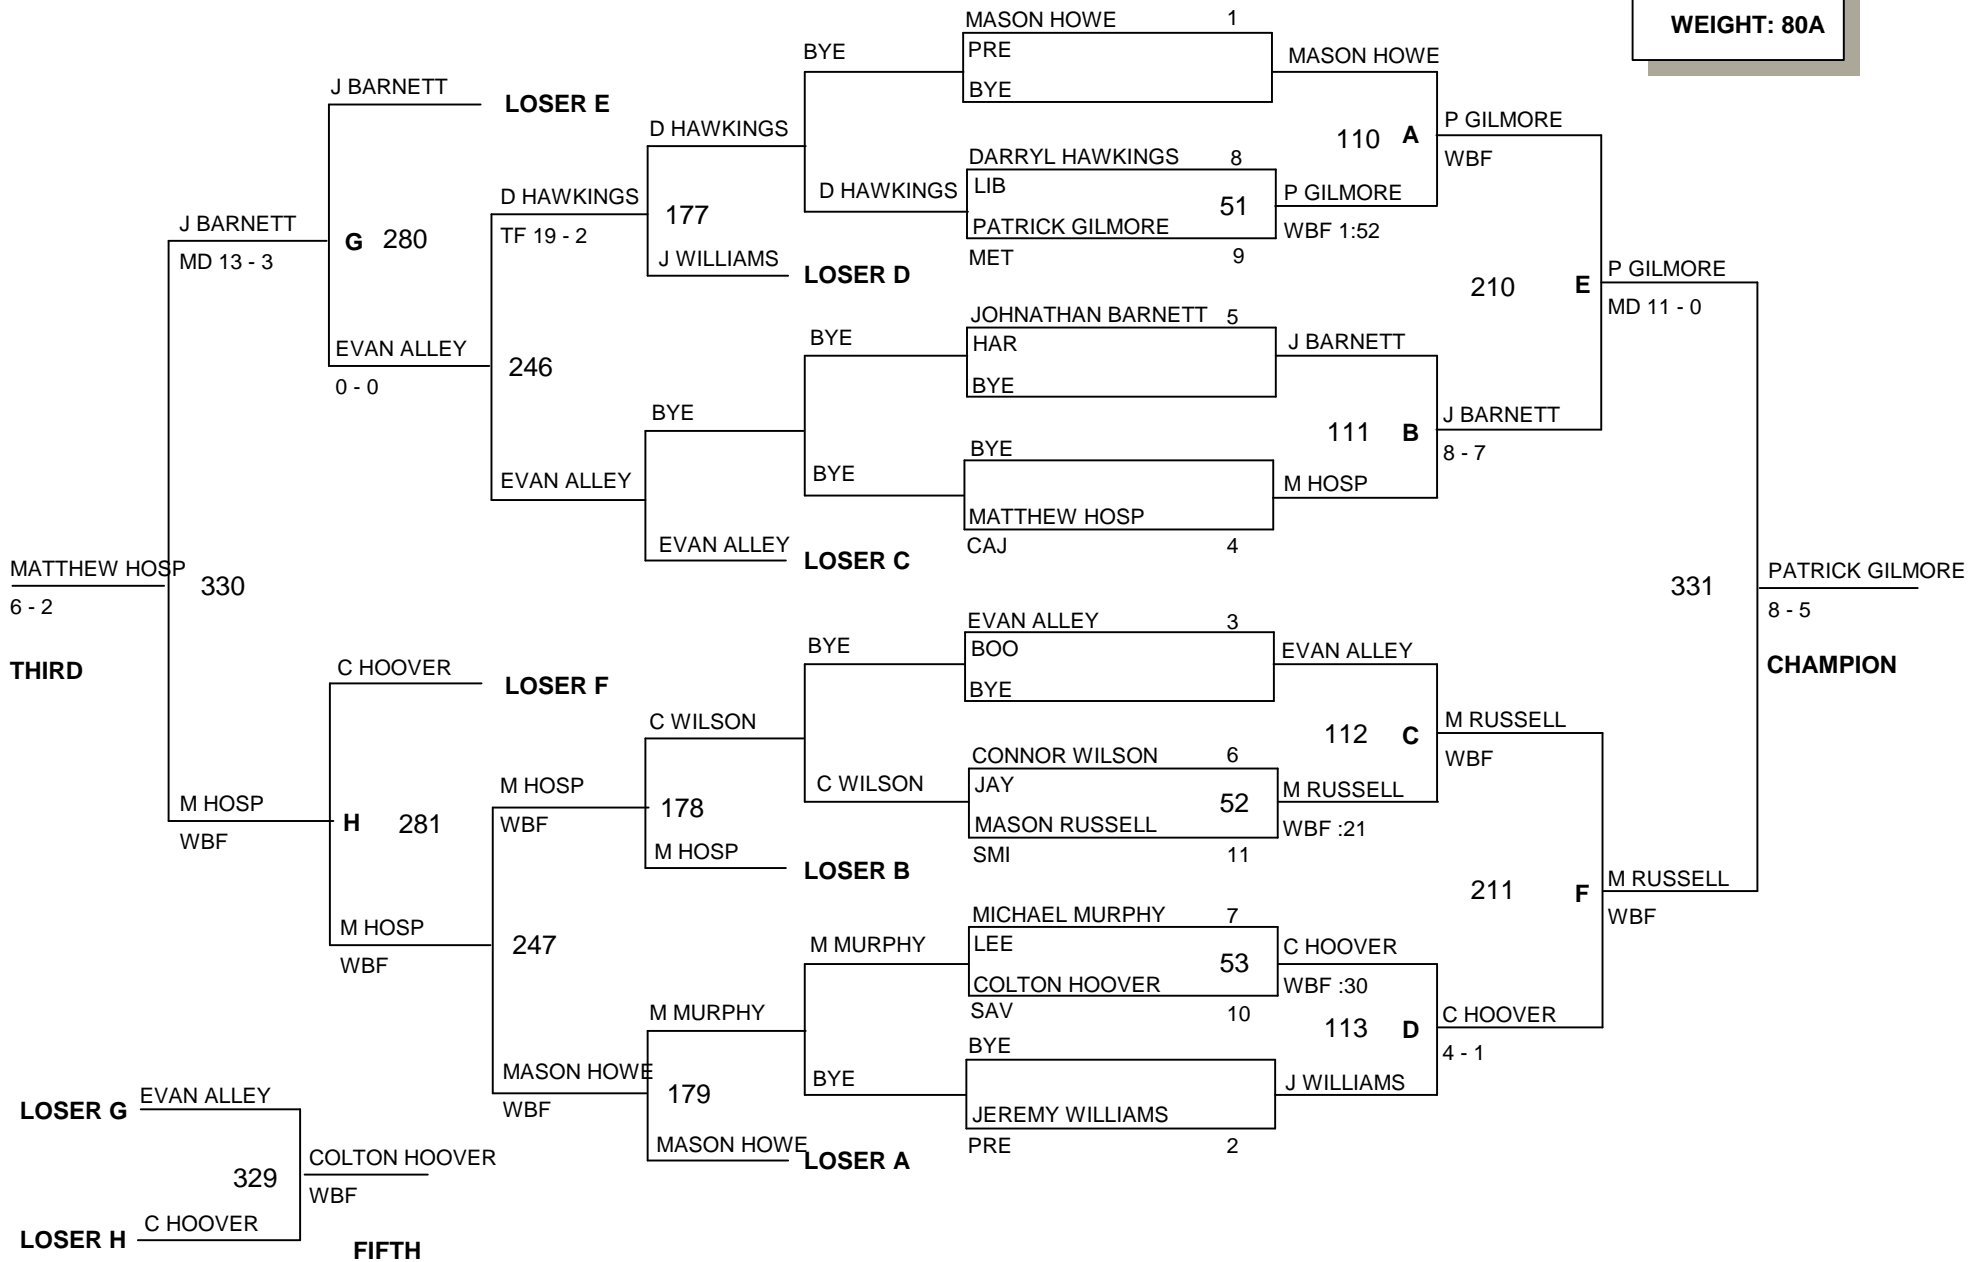 WEIGHT: 80A
MASON HOWE 1
PRE
BYE
BYE
MASON HOWE
J BARNETT
LOSER E
D HAWKINGS
110 A
P GILMORE
WBF
DARRYL HAWKINGS 8
LIB
D HAWKINGS
51
P GILMORE
PATRICK GILMORE
WBF 1:52
MET 9
D HAWKINGS
TF 19 - 2
177
J WILLIAMS
LOSER D
J BARNETT
MD 13 - 3
G 280
210 E
P GILMORE
MD 11 - 0
JOHNATHAN BARNETT 5
HAR
BYE
BYE
J BARNETT
EVAN ALLEY
0 - 0
246
BYE
111 B
J BARNETT
8 - 7
BYE
BYE
M HOSP
MATTHEW HOSP
CAJ 4
EVAN ALLEY
EVAN ALLEY
LOSER C
MATTHEW HOSP
6 - 2
330
THIRD
331
PATRICK GILMORE
8 - 5
CHAMPION
EVAN ALLEY 3
BOO
BYE
BYE
EVAN ALLEY
C HOOVER
LOSER F
C WILSON
112 C
M RUSSELL
WBF
CONNOR WILSON 6
JAY
C WILSON
52
M RUSSELL
MASON RUSSELL
WBF :21
SMI 11
M HOSP
WBF
178
M HOSP
LOSER B
M HOSP
WBF
H 281
211 F
M RUSSELL
WBF
MICHAEL MURPHY 7
LEE
M MURPHY
53
C HOOVER
COLTON HOOVER
WBF :30
SAV 10
M HOSP
WBF
247
M MURPHY
113 D
C HOOVER
4 - 1
BYE
BYE
J WILLIAMS
JEREMY WILLIAMS
PRE 2
MASON HOWE
WBF
179
MASON HOWE
LOSER A
LOSER G
EVAN ALLEY
329
COLTON HOOVER
WBF
LOSER H
C HOOVER
FIFTH